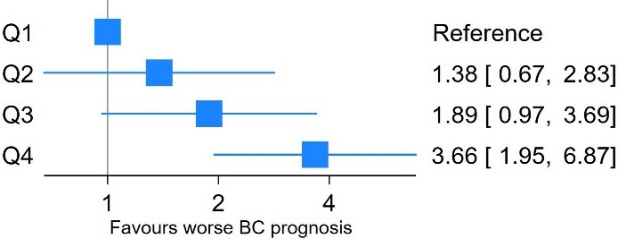 Q1 Reference
Q2 1.38 [ 0.67, 2.83]
Q3 1.89 [ 0.97, 3.69]
Q4 3.66 [ 1.95, 6.87]
1 2 4
Favours worse BC prognosis